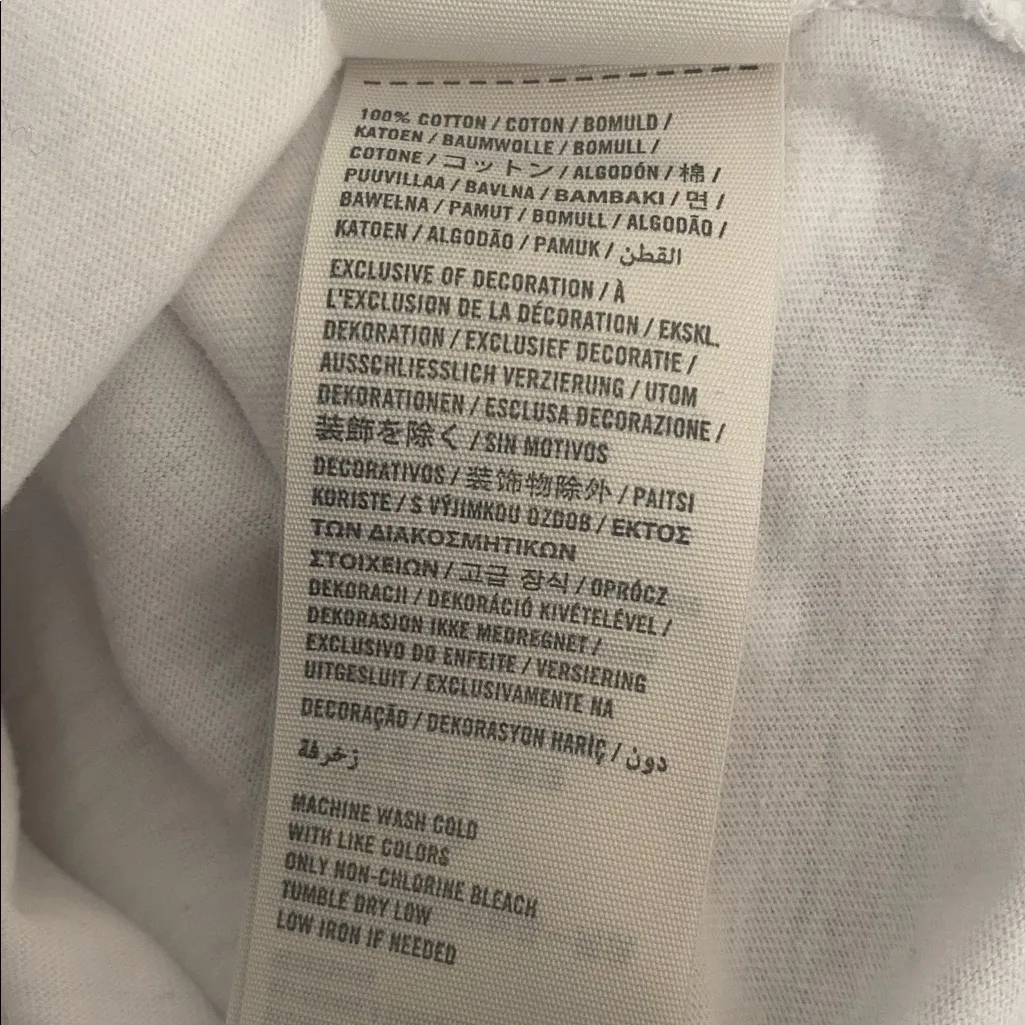 100% COTTON / COTON / BOMULD /
KATOEN / BAUMWOLLE / BOMULL /
COTONE / コットン / ALGODÓN / 棉 /
PUUVILLAA / BAVLNA / BAMBAKI / 면 /
BAWEŁNA / PAMUT / BOMULL / ALGODÃO /
KATOEN / ALGODÃO / PAMUK / القطن
EXCLUSIVE OF DECORATION / À
L'EXCLUSION DE LA DÉCORATION / EKSKL.
DEKORATION / EXCLUSIEF DECORATIE /
AUSSCHLIESSLICH VERZIERUNG / UTOM
DEKORATIONEN / ESCLUSA DECORAZIONE /
装飾を除く / SIN MOTIVOS
DECORATIVOS / 装饰物除外 / PAITSI
KORISTE / S VÝJIMKOU OZDOB / ΕΚΤΟΣ
ΤΩΝ ΔΙΑΚΟΣΜΗΤΙΚΩΝ
ΣΤΟΙΧΕΙΩΝ / 고급 장식 / OPRÓCZ
DEKORACJI / DEKORÁCIÓ KIVÉTELÉVEL /
DEKORASJON IKKE MEDREGNET /
EXCLUSIVO DO ENFEITE / VERSIERING
UITGESLUIT / EXCLUSIVAMENTE NA
DECORAÇÃO / DEKORASYON HARİÇ / دون
زخرفة
MACHINE WASH COLD
WITH LIKE COLORS
ONLY NON-CHLORINE BLEACH
TUMBLE DRY LOW
LOW IRON IF NEEDED